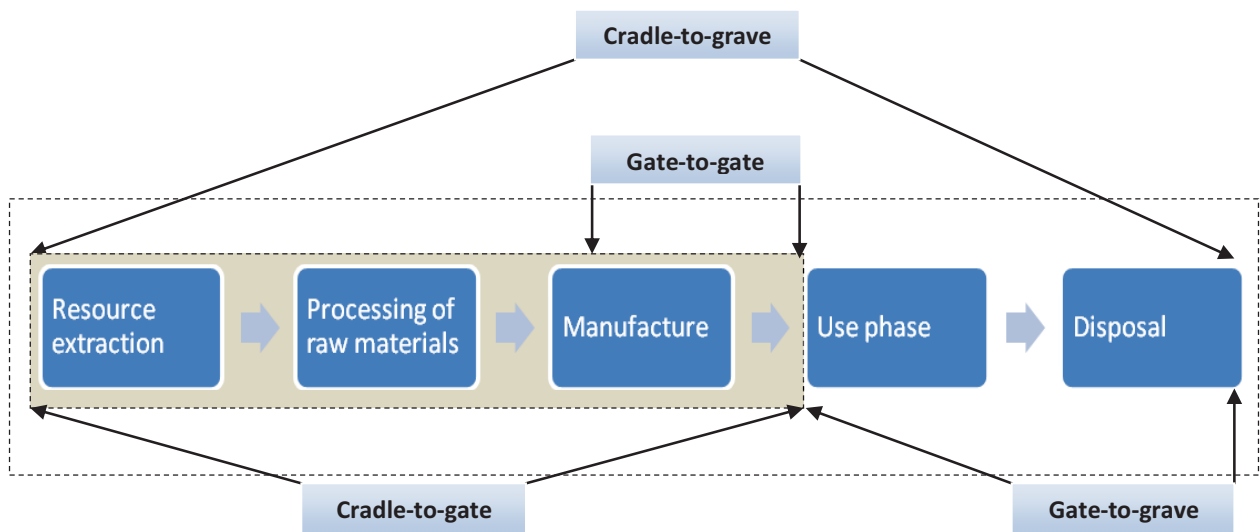 Cradle-to-grave
Gate-to-gate
Resource
extraction
Processing of
raw materials
Manufacture
Use phase
Disposal
Cradle-to-gate
Gate-to-grave